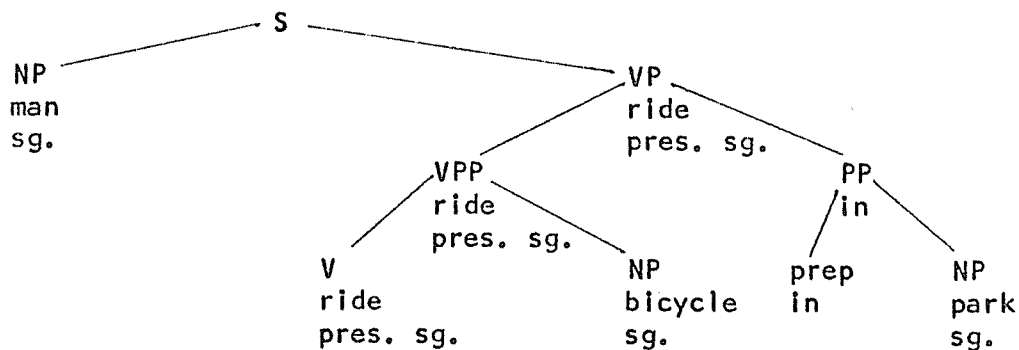 S
NP
man
sg.
VP
ride
pres. sg.
VPP
ride
pres. sg.
PP
in
V
ride
pres. sg.
NP
bicycle
sg.
prep
in
NP
park
sg.